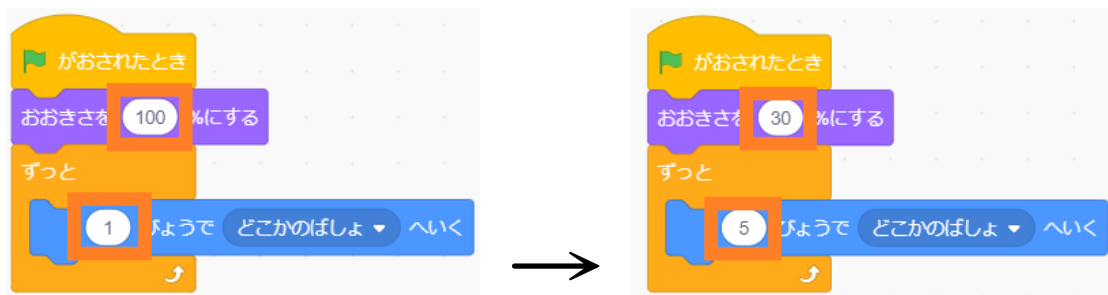 がおされたとき
おおきさを 100 %にする
ずっと
1 びょうで どこかのばしょ へいく
がおされたとき
おおきさを 30 %にする
ずっと
5 びょうで どこかのばしょ へいく